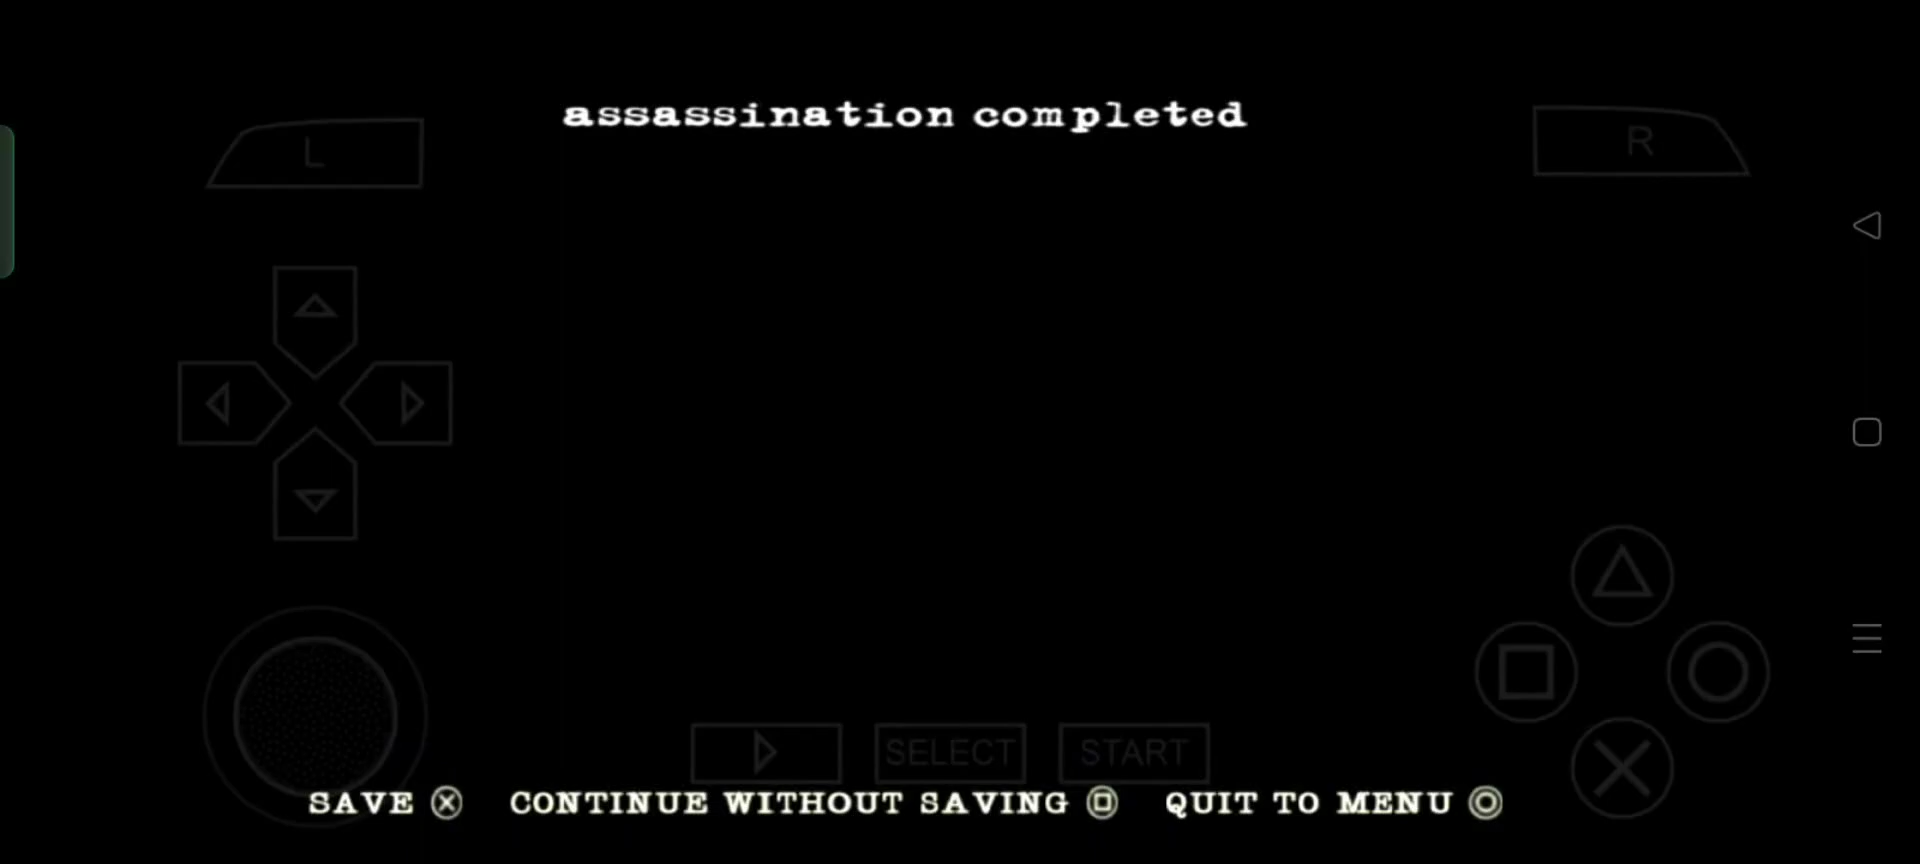 assassination completed
L
R
SELECT START
SAVE CONTINUE WITHOUT SAVING QUIT TO MENU